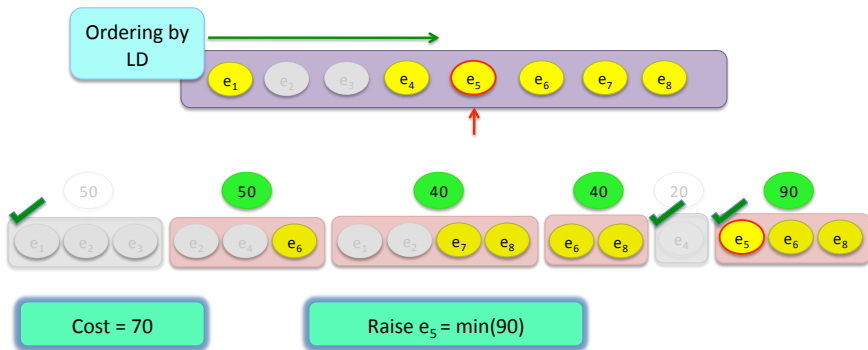 Ordering by
LD
e1 e2 e3 e4 e5 e6 e7 e8
50 50 40 40 20 90
e1 e2 e3 e2 e4 e6 e1 e2 e7 e8 e6 e8 e4 e5 e6 e8
Cost = 70 Raise e5 = min(90)